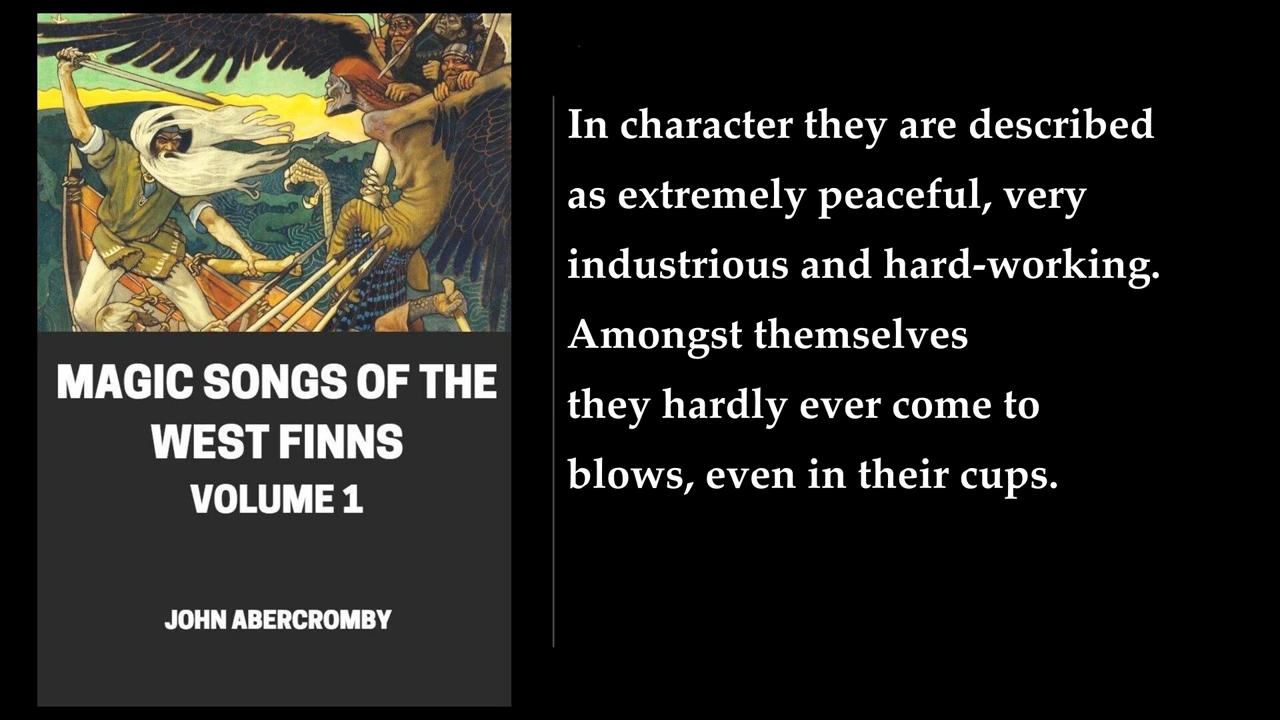 MAGIC SONGS OF THE
WEST FINNS
VOLUME 1
JOHN ABERCROMBY
In character they are described
as extremely peaceful, very
industrious and hard-working.
Amongst themselves
they hardly ever come to
blows, even in their cups.